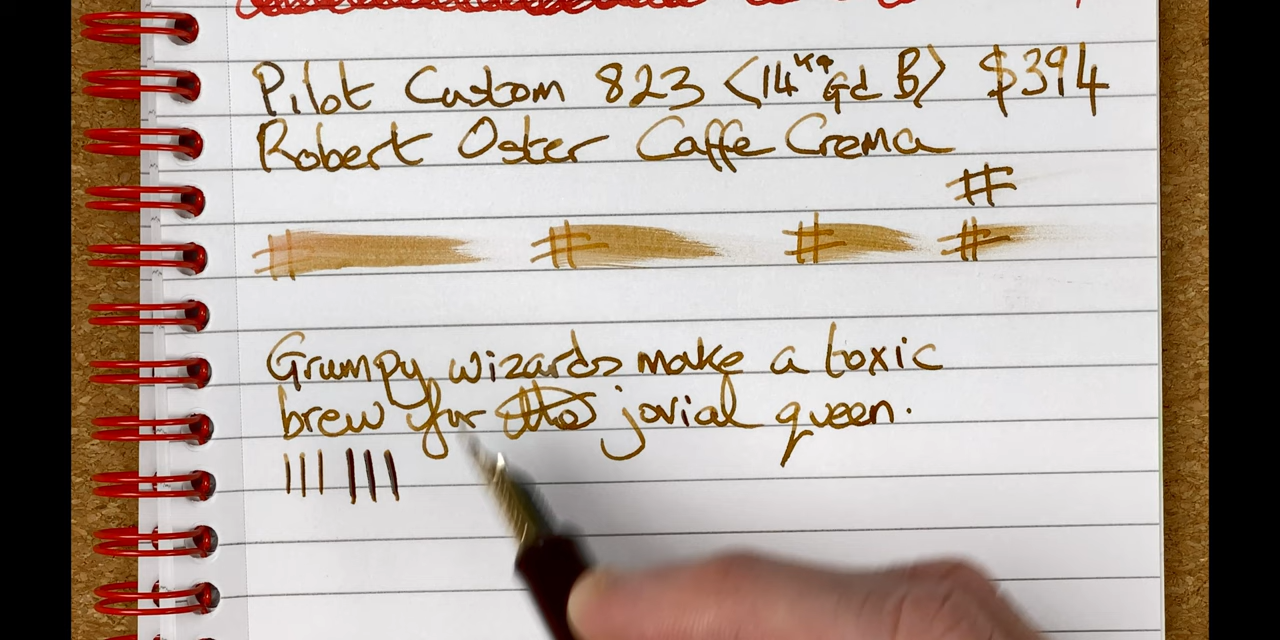 Pilot Custom 823 <14kt Gd B> $394
Robert Oster Caffe Crema
#
# # # #
Grumpy wizards make a toxic
brew for the jovial queen.